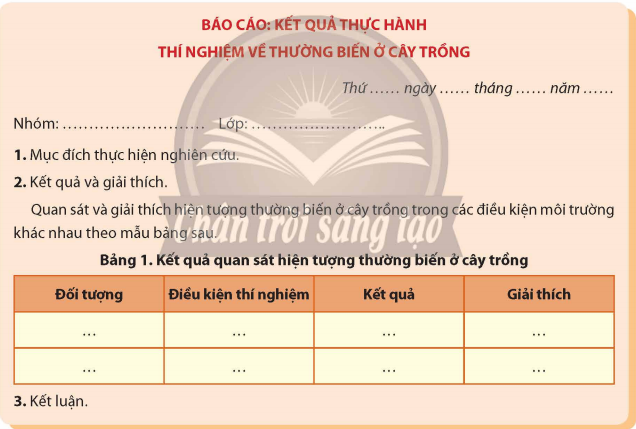 BÁO CÁO: KẾT QUẢ THỰC HÀNH
THÍ NGHIỆM VỀ THƯỜNG BIẾN Ở CÂY TRỒNG
Thứ …… ngày …… tháng …… năm ……
Nhóm: ……………………… Lớp: ……………………..
1. Mục đích thực hiện nghiên cứu.
2. Kết quả và giải thích.
Quan sát và giải thích hiện tượng thường biến ở cây trồng trong các điều kiện môi trường
khác nhau theo mẫu bảng sau.
Chân trời sáng tạo
Bảng 1. Kết quả quan sát hiện tượng thường biến ở cây trồng
Đối tượng Điều kiện thí nghiệm Kết quả Giải thích
… … … …
… … … …
3. Kết luận.